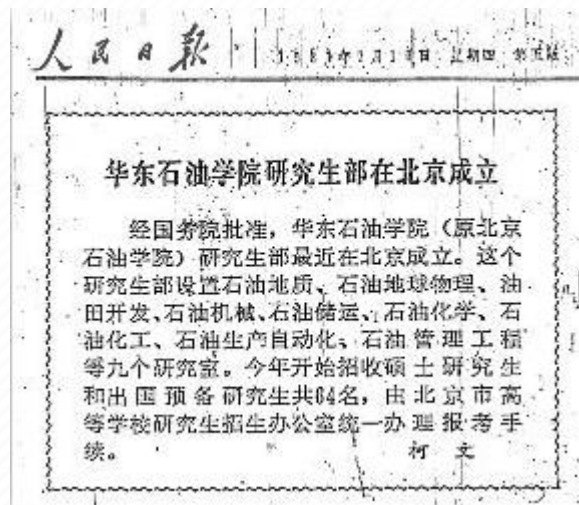 人民日報
星期四
华东石油学院研究生部在北京成立
经国务院批准，华东石油学院（原北京
石油学院）研究生部最近在北京成立。这个
研究生部设置石油地质、石油地球物理、油
田开发、石油机械、石油储运、石油化学、石
油化工、石油生产自动化、石油管理工程
等九个研究室。今年开始招收硕士研究生
和出国预备研究生共64名，由北京市高
等学校研究生招生办公室统一办理报考手
续。 柯文